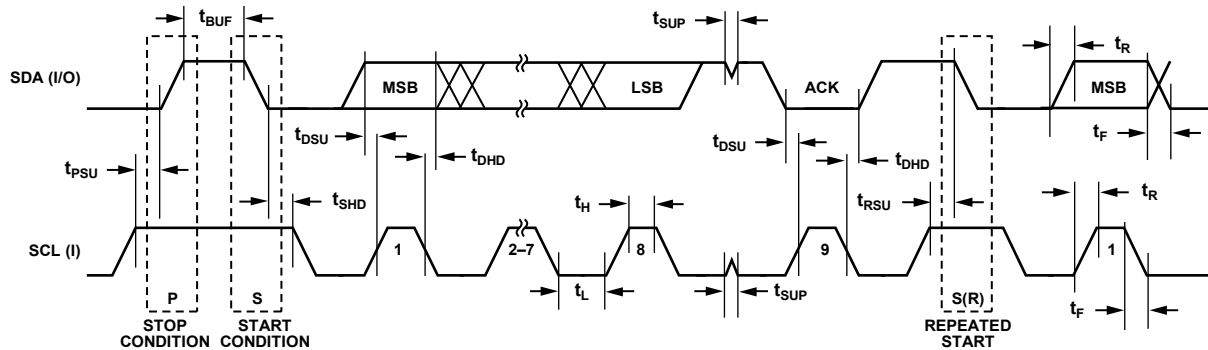 tBUF
tSUP
tR
SDA (I/O)
MSB
LSB
ACK
MSB
tDSU
tDHD
tDSU
tDHD
tF
tPSU
tSHD
tH
tRSU
tR
SCL (I)
1
2–7
8
9
1
tL
tSUP
tF
P
S
S(R)
STOP
CONDITION
START
CONDITION
REPEATED
START